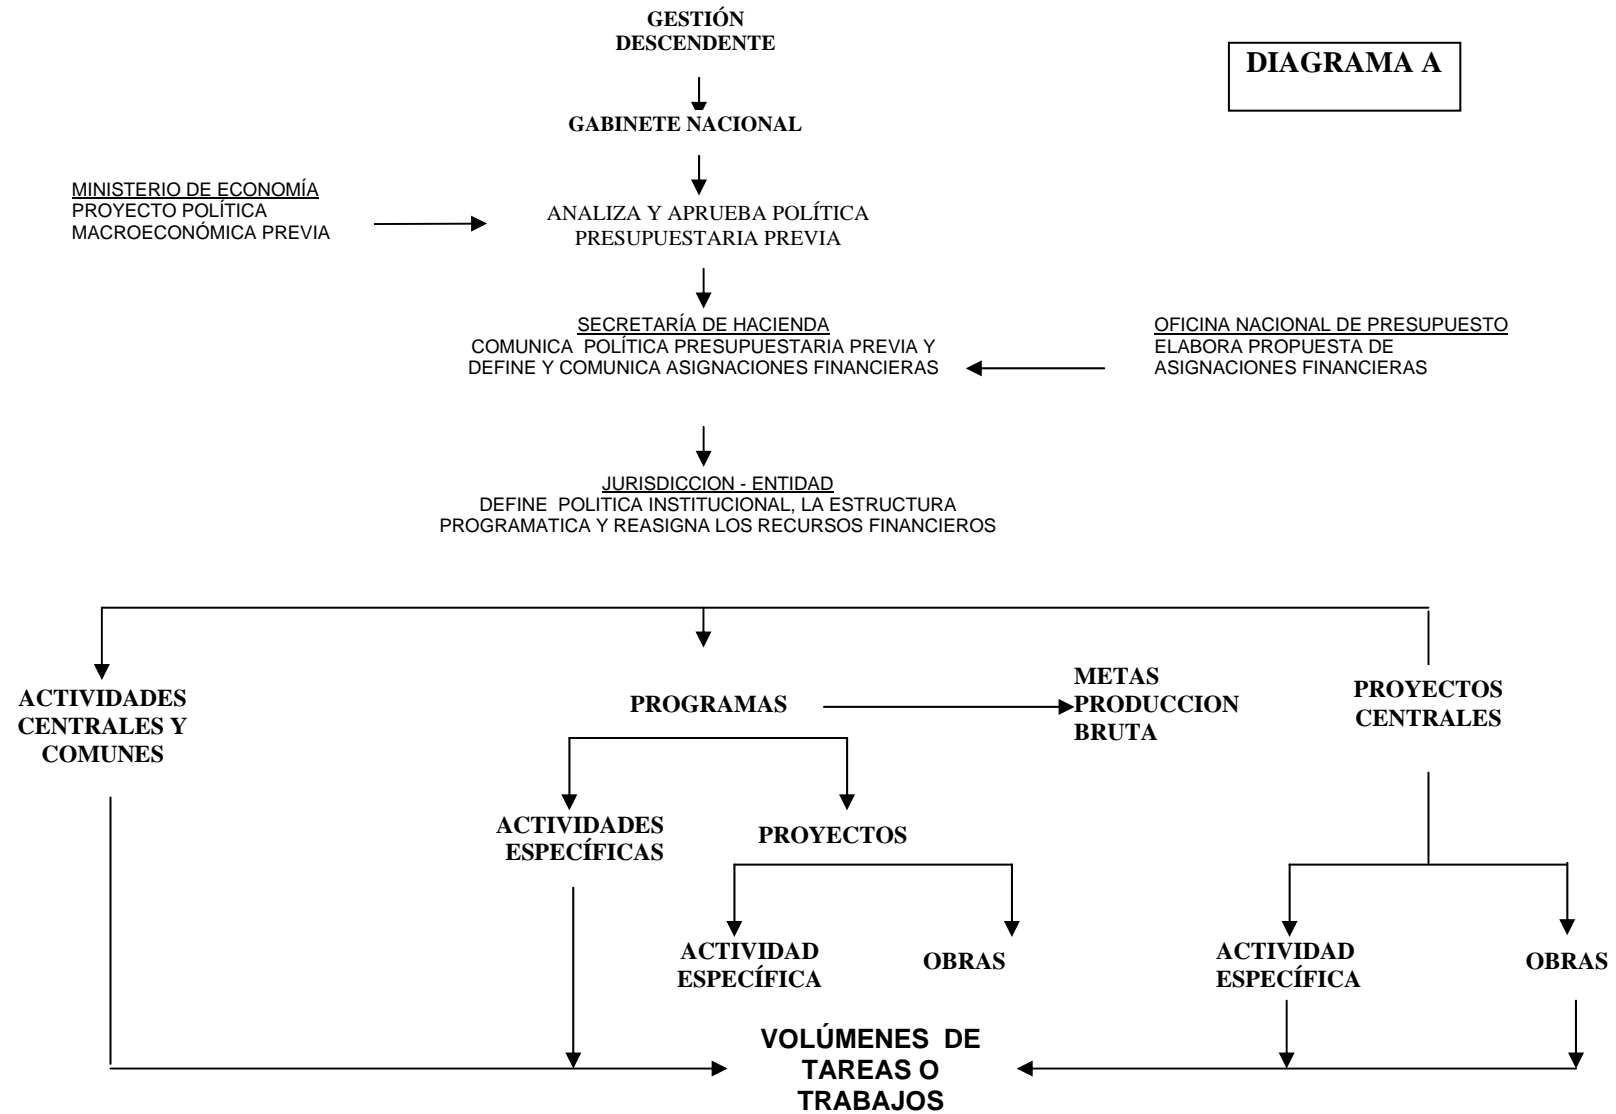 GESTIÓN
DESCENDENTE
DIAGRAMA A
GABINETE NACIONAL
MINISTERIO DE ECONOMÍA
PROYECTO POLÍTICA
MACROECONÓMICA PREVIA
ANALIZA Y APRUEBA POLÍTICA
PRESUPUESTARIA PREVIA
SECRETARÍA DE HACIENDA
COMUNICA POLÍTICA PRESUPUESTARIA PREVIA Y
DEFINE Y COMUNICA ASIGNACIONES FINANCIERAS
OFICINA NACIONAL DE PRESUPUESTO
ELABORA PROPUESTA DE
ASIGNACIONES FINANCIERAS
JURISDICCION - ENTIDAD
DEFINE POLITICA INSTITUCIONAL, LA ESTRUCTURA
PROGRAMATICA Y REASIGNA LOS RECURSOS FINANCIEROS
ACTIVIDADES
CENTRALES Y
COMUNES
PROGRAMAS
METAS
PRODUCCION
BRUTA
PROYECTOS
CENTRALES
ACTIVIDADES
ESPECÍFICAS
PROYECTOS
ACTIVIDAD
ESPECÍFICA
OBRAS
ACTIVIDAD
ESPECÍFICA
OBRAS
VOLÚMENES DE
TAREAS O
TRABAJOS